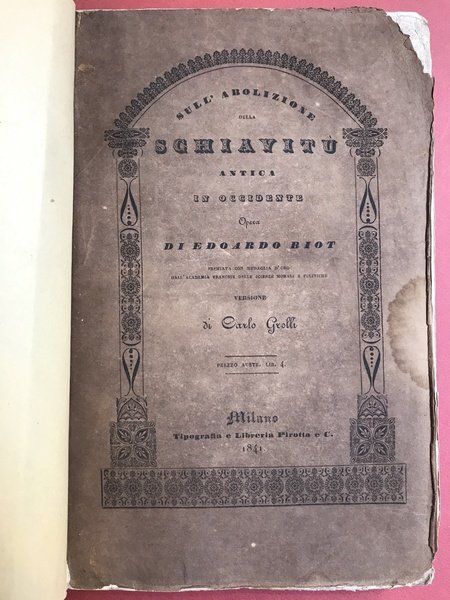 SULL' ABOLIZIONE
DELLA
SCHIAVITÙ
ANTICA
IN OCCIDENTE
Opera
DI EDOARDO BIOT
PREMIATA CON MEDAGLIA D'ORO
DALL'ACADEMIA FRANCESE DELLE SCIENZE MORALI E POLITICHE
VERSIONE
di Carlo Grolli
PREZZO AUSTR. LIR. 4.
Milano
Tipografia e Libreria Pirotta e C.
1841.